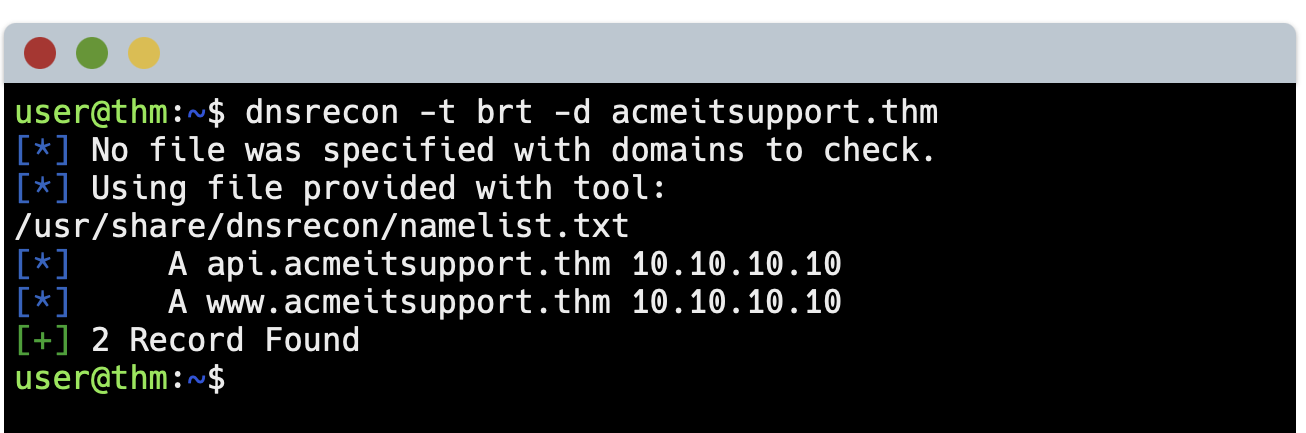 user@thm:~$ dnsrecon -t brt -d acmeitsupport.thm
[*] No file was specified with domains to check.
[*] Using file provided with tool:
/usr/share/dnsrecon/namelist.txt
[*]     A api.acmeitsupport.thm 10.10.10.10
[*]     A www.acmeitsupport.thm 10.10.10.10
[+] 2 Record Found
user@thm:~$